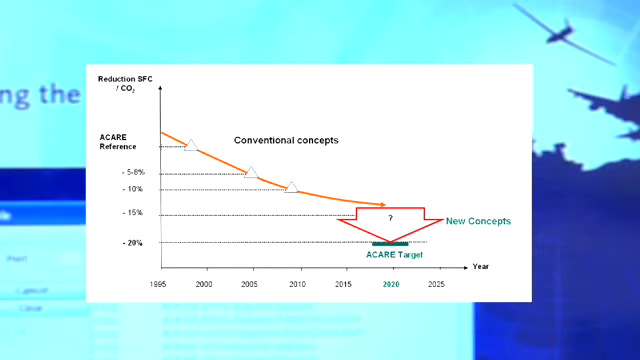 ng the
Reduction SFC
/ CO2
ACARE
Reference
Conventional concepts
- 5-8%
- 10%
- 15%
?
New Concepts
- 20%
ACARE Target
Year
1995 2000 2005 2010 2015 2020 2025